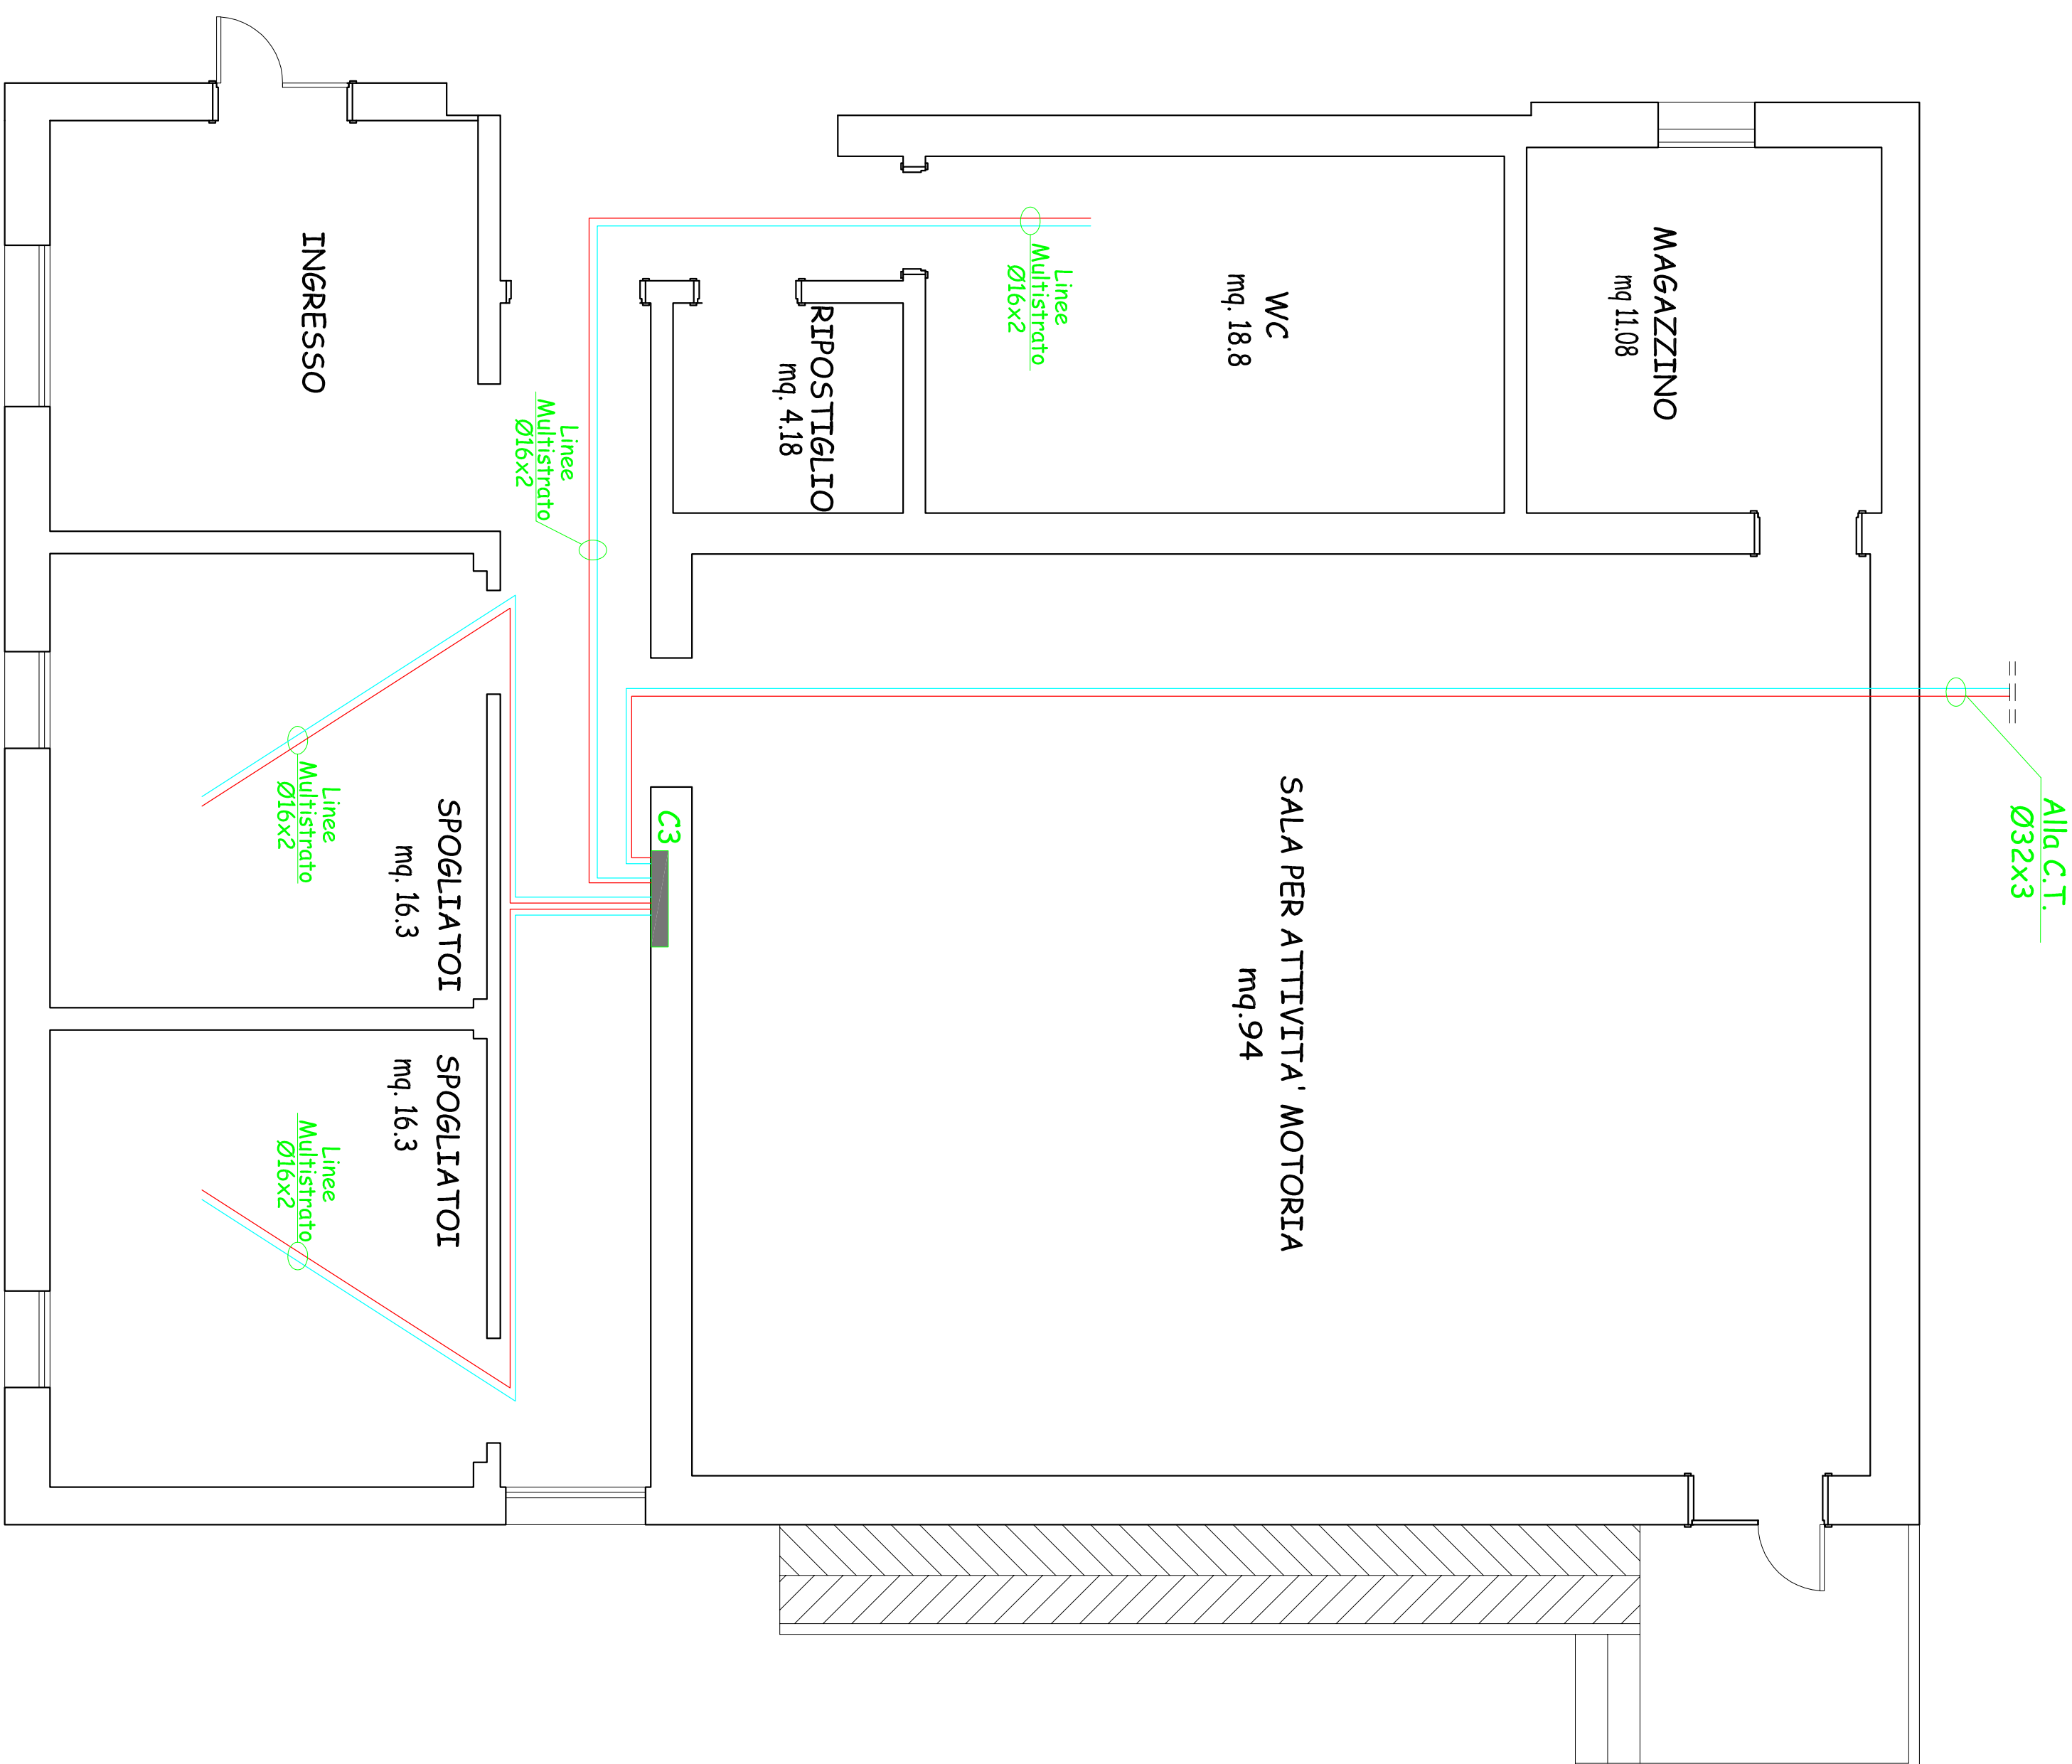 Alla C.T.
Ø32x3
MAGAZZINO
mq 11.08
WC
mq. 18.8
Linee
Multistrato
Ø16x2
RIPOSTIGLIO
mq. 4.18
Linee
Multistrato
Ø16x2
INGRESSO
SALA PER ATTIVITA' MOTORIA
mq.94
C3
SPOGLIATOI
mq. 16.3
Linee
Multistrato
Ø16x2
SPOGLIATOI
mq. 16.3
Linee
Multistrato
Ø16x2